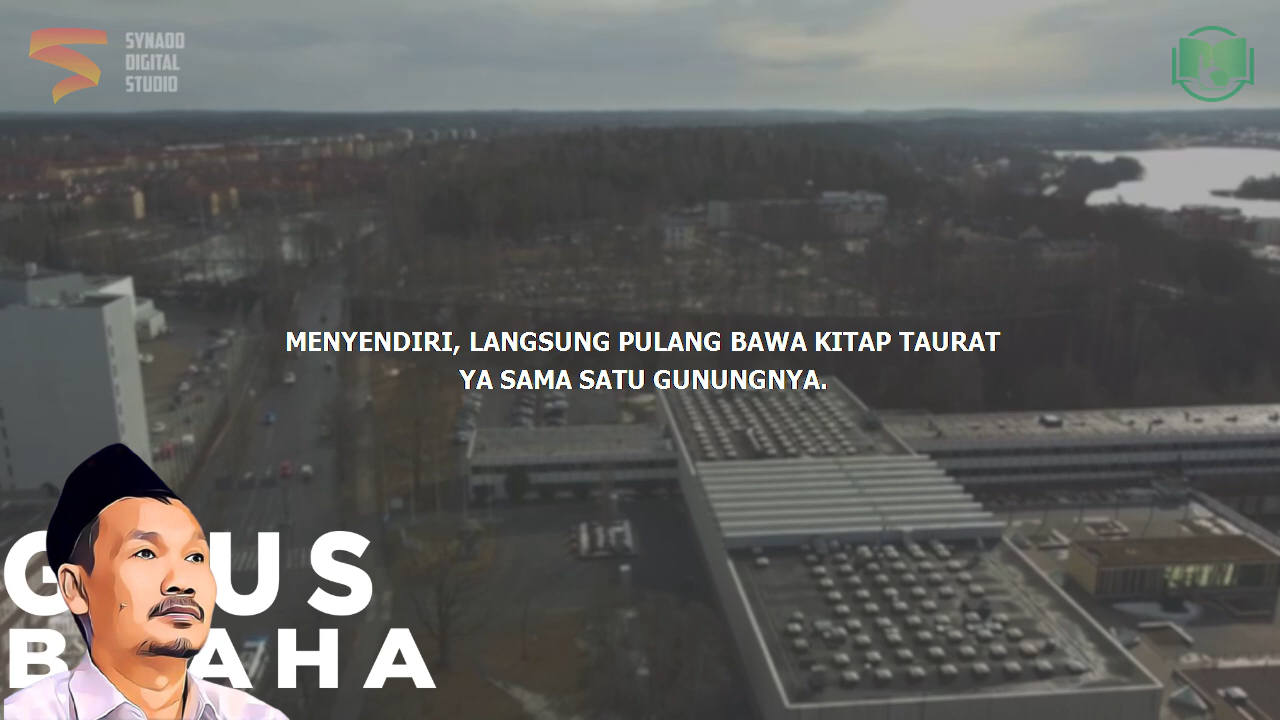 SYNADO
DIGITAL
STUDIO
MENYENDIRI, LANGSUNG PULANG BAWA KITAP TAURAT
YA SAMA SATU GUNUNGNYA.
GUS
BAHA